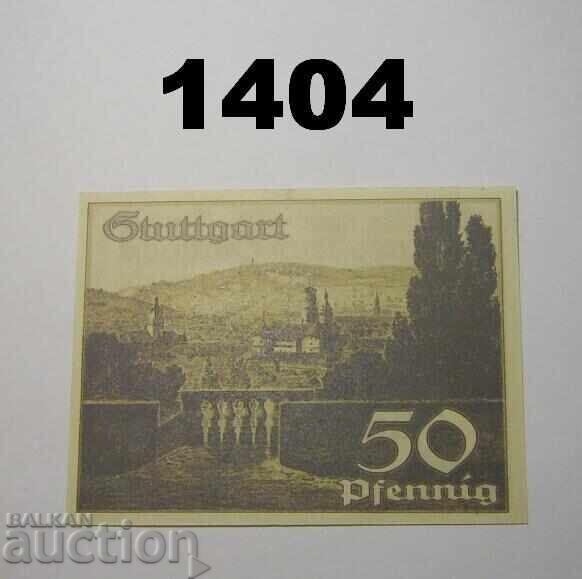 1404
Stuttgart
50
Pfennig
BALKAN
auction